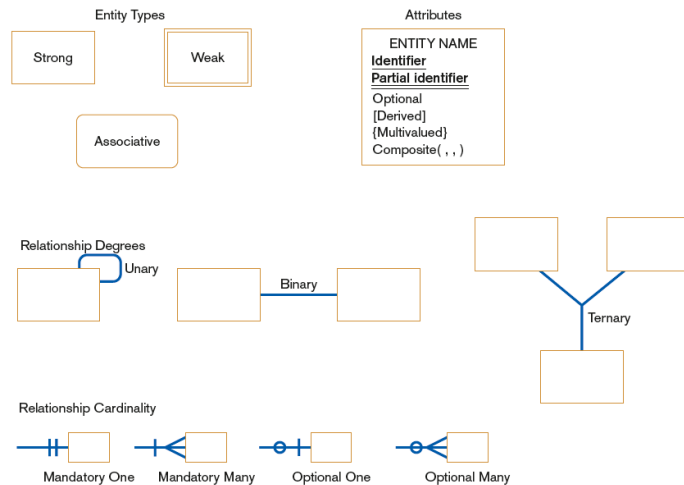 Entity Types
Attributes
Strong
Weak
Associative
ENTITY NAME
Identifier
Partial identifier
Optional
[Derived]
{Multivalued}
Composite( , , )
Relationship Degrees
Unary
Binary
Ternary
Relationship Cardinality
Mandatory One
Mandatory Many
Optional One
Optional Many